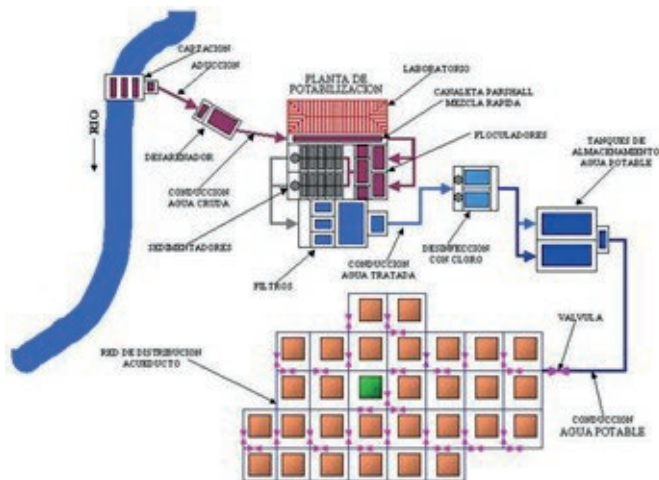 CAPTACION
ADUCCION
RIO
DESARENADOR
CONDUCCION
AGUA CRUDA
PLANTA DE
POTABILIZACION
LABORATORIO
CANALETA PARSHALL
MEZCLA RAPIDA
FLOCULADORES
SEDIMENTADORES
FILTROS
CONDUCCION
AGUA TRATADA
DESINFECCION
CON CLORO
TANQUES DE
ALMACENAMIENTO
AGUA POTABLE
VALVULA
RED DE DISTRIBUCION
ACUEDUCTO
CONDUCCION
AGUA POTABLE